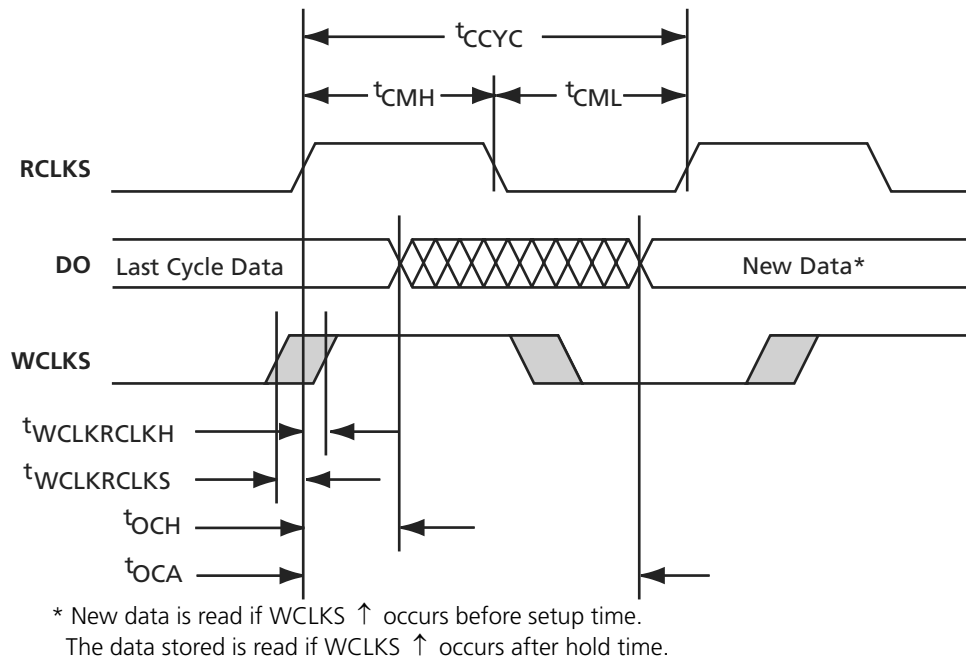 tCCYC
tCMH
tCML
RCLKS
DO
Last Cycle Data
New Data*
WCLKS
tWCLKRCLKH
tWCLKRCLKS
tOCH
tOCA
* New data is read if WCLKS ↑ occurs before setup time.
The data stored is read if WCLKS ↑ occurs after hold time.